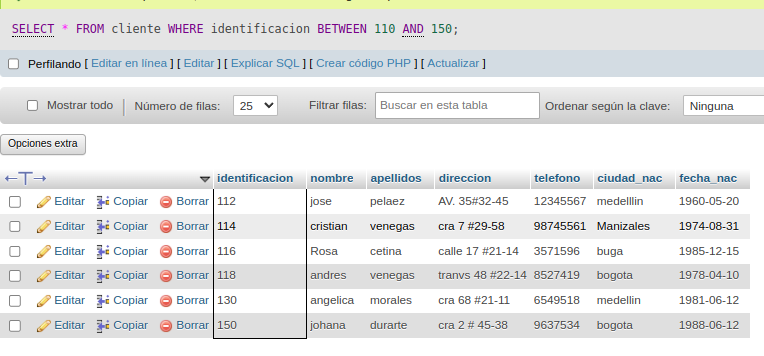 SELECT * FROM cliente WHERE identificacion BETWEEN 110 AND 150;
Perfilando [ Editar en línea ] [ Editar ] [ Explicar SQL ] [ Crear código PHP ] [ Actualizar ]
Mostrar todo Número de filas: 25 Filtrar filas: Buscar en esta tabla Ordenar según la clave: Ninguna
Opciones extra
←T→ identificacion nombre apellidos direccion telefono ciudad_nac fecha_nac
Editar Copiar Borrar 112 jose pelaez AV. 35#32-45 12345567 medelllin 1960-05-20
Editar Copiar Borrar 114 cristian venegas cra 7 #29-58 98745561 Manizales 1974-08-31
Editar Copiar Borrar 116 Rosa cetina calle 17 #21-14 3571596 buga 1985-12-15
Editar Copiar Borrar 118 andres venegas tranvs 48 #22-14 8527419 bogota 1978-04-10
Editar Copiar Borrar 130 angelica morales cra 68 #21-11 6549518 medellin 1981-06-12
Editar Copiar Borrar 150 johana durarte cra 2 # 45-38 9637534 bogota 1988-06-12